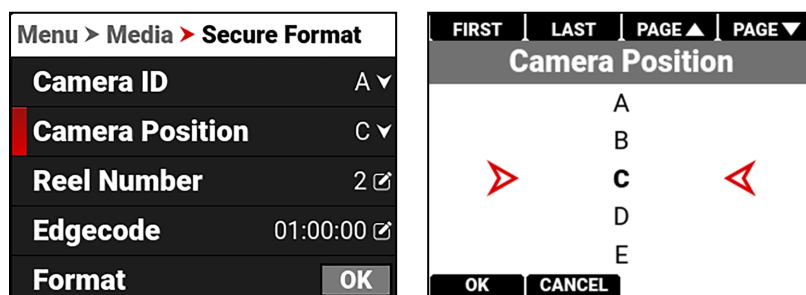 Menu > Media > Secure Format
Camera ID A
Camera Position C
Reel Number 2
Edgecode 01:00:00
Format OK
FIRST LAST PAGE▲ PAGE▼
Camera Position
A
B
C
D
E
OK CANCEL